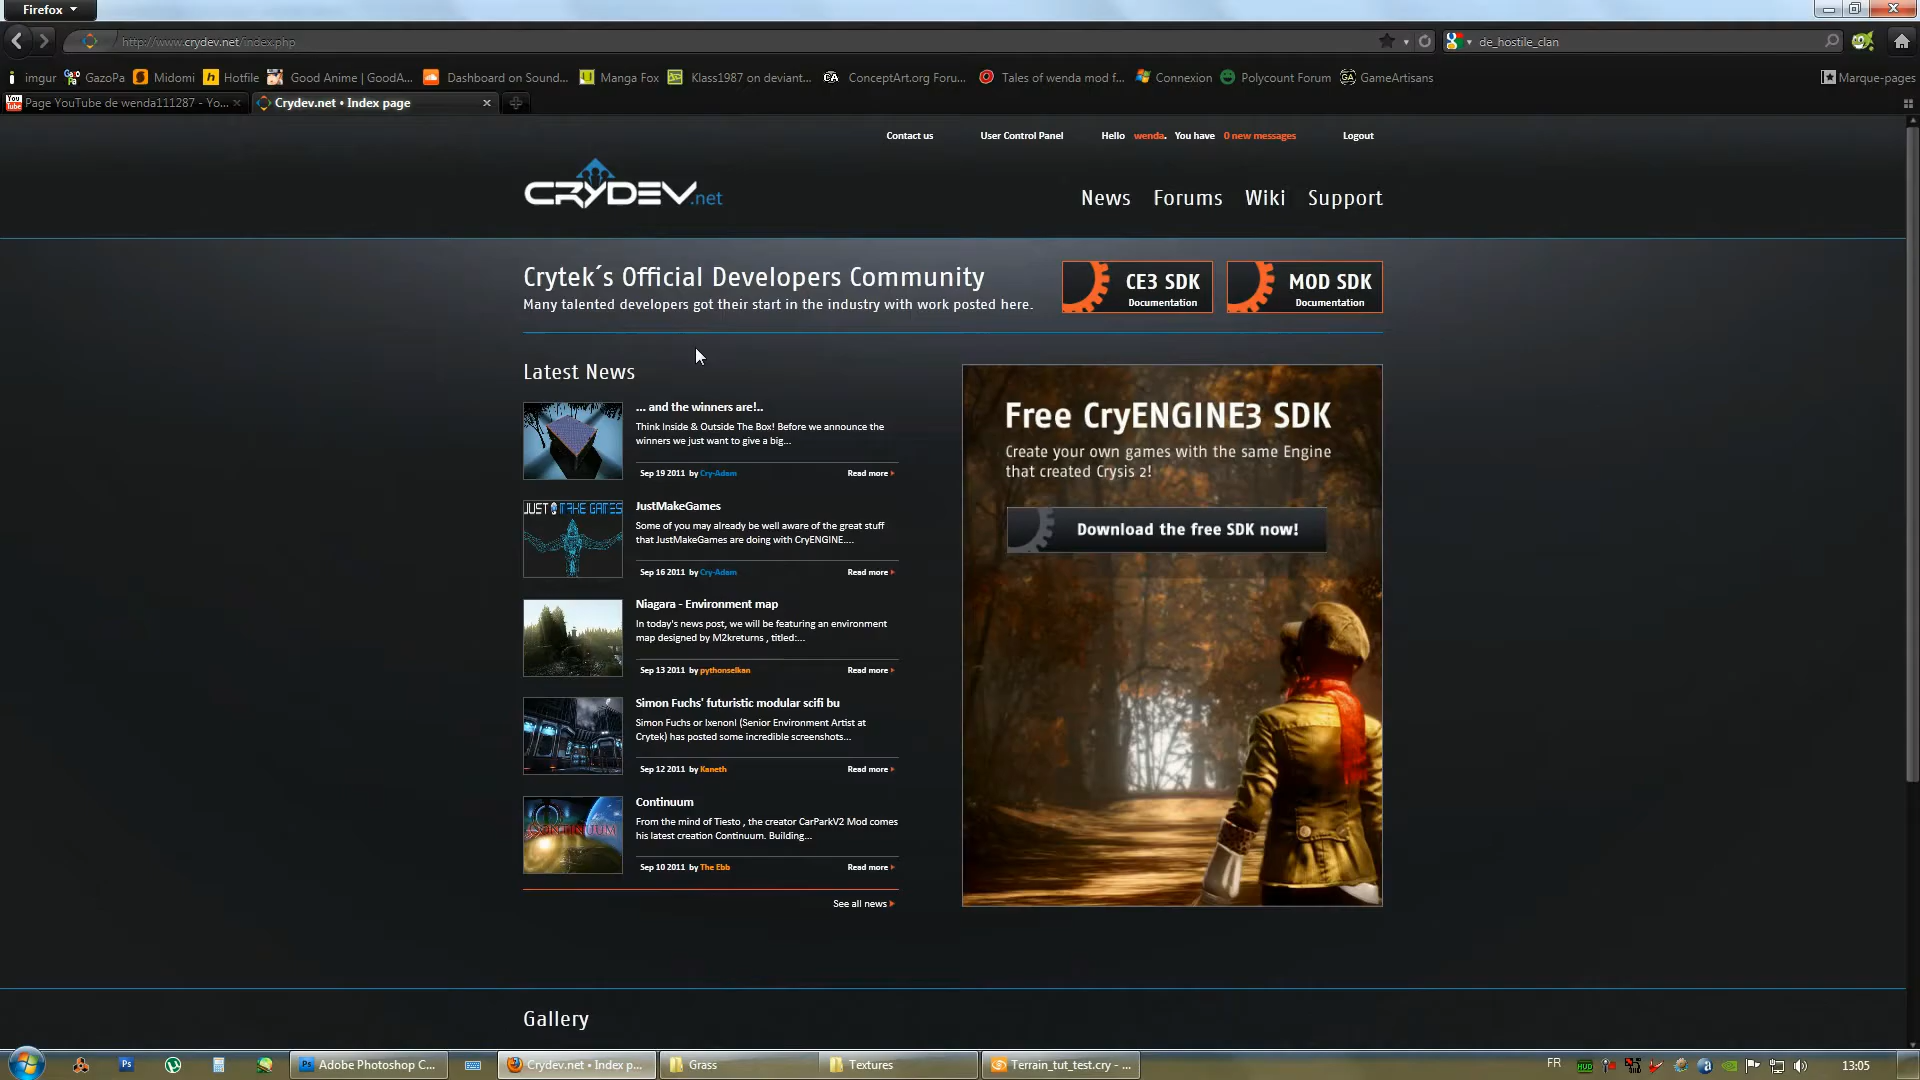 Firefox
http://www.crydev.net/index.php
de_hostile_clan
imgur
GazoPa
Midomi
Hotfile
Good Anime | GoodA...
Dashboard on Sound...
Manga Fox
Klass1987 on deviant...
ConceptArt.org Foru...
Tales of wenda mod f...
Connexion
Polycount Forum
GameArtisans
Marque-pages
Page YouTube de wenda111287 - Yo...
Crydev.net • Index page
Contact us
User Control Panel
Hello wenda. You have 0 new messages
Logout
CRYDEV.net
News
Forums
Wiki
Support
Crytek´s Official Developers Community
Many talented developers got their start in the industry with work posted here.
CE3 SDK
Documentation
MOD SDK
Documentation
Latest News
... and the winners are!..
Think Inside & Outside The Box! Before we announce the
winners we just want to give a big...
Sep 19 2011 by Cry-Adam
Read more
JUST MAKE GAMES
JustMakeGames
Some of you may already be well aware of the great stuff
that JustMakeGames are doing with CryENGINE....
Sep 16 2011 by Cry-Adam
Read more
Niagara - Environment map
In today's news post, we will be featuring an environment
map designed by M2kreturns , titled:...
Sep 13 2011 by pythonselkan
Read more
Simon Fuchs' futuristic modular scifi bu
Simon Fuchs or Ixenonl (Senior Environment Artist at
Crytek) has posted some incredible screenshots...
Sep 12 2011 by Kaneth
Read more
CONTINUUM
Continuum
From the mind of Tiesto , the creator CarParkV2 Mod comes
his latest creation Continuum. Building...
Sep 10 2011 by The Ebb
Read more
See all news
Free CryENGINE3 SDK
Create your own games with the same Engine
that created Crysis 2!
Download the free SDK now!
Gallery
Adobe Photoshop C...
Crydev.net • Index p...
Grass
Textures
Terrain_tut_test.cry - ...
FR
13:05